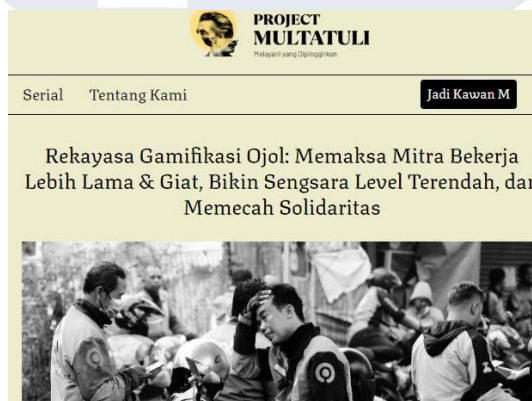 PROJECT
MULTATULI
Melayani yang Dipinggirkan
Serial
Tentang Kami
Jadi Kawan M
Rekayasa Gamifikasi Ojol: Memaksa Mitra Bekerja
Lebih Lama & Giat, Bikin Sengsara Level Terendah, dan
Memecah Solidaritas